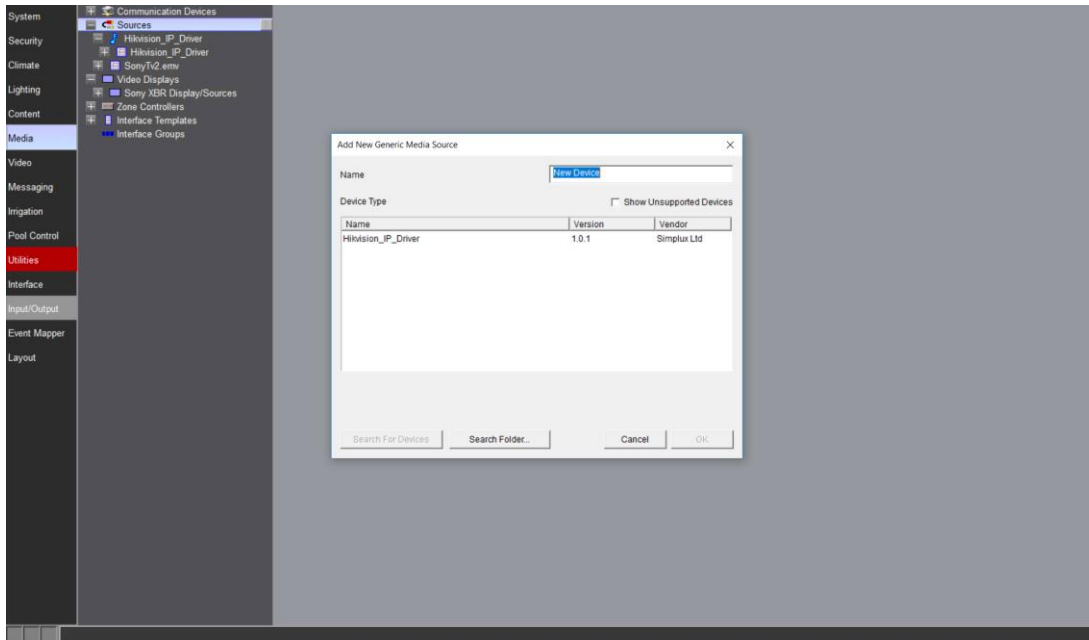 System
Security
Climate
Lighting
Content
Media
Video
Messaging
Irrigation
Pool Control
Utilities
Interface
Input/Output
Event Mapper
Layout
Communication Devices
Sources
Hikvision_IP_Driver
Hikvision_IP_Driver
SonyTv2.emv
Video Displays
Sony XBR Display/Sources
Zone Controllers
Interface Templates
Interface Groups
Add New Generic Media Source
Name New Device
Device Type Show Unsupported Devices
Name Version Vendor
Hikvision_IP_Driver 1.0.1 Simplux Ltd
Search For Devices Search Folder... Cancel OK